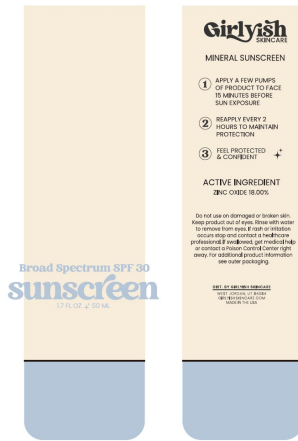 Broad Spectrum SPF 30
sunscreen
1.7 FL OZ / 50 ML
Girlyish
SKINCARE
MINERAL SUNSCREEN
1 APPLY A FEW PUMPS
OF PRODUCT TO FACE
15 MINUTES BEFORE
SUN EXPOSURE
2 REAPPLY EVERY 2
HOURS TO MAINTAIN
PROTECTION
3 FEEL PROTECTED
& CONFIDENT
ACTIVE INGREDIENT
ZINC OXIDE 18.00%
Do not use on damaged or broken skin.
Keep product out of eyes. Rinse with water
to remove from eyes. If rash or irritation
occurs stop and contact a healthcare
professional. If swallowed, get medical help
or contact a Poison Control Center right
away. For additional product information
see outer packaging.
DIST. BY GIRLYISH SKINCARE
WEST JORDAN, UT
GIRLYISHSKINCARE.COM
MADE IN THE USA